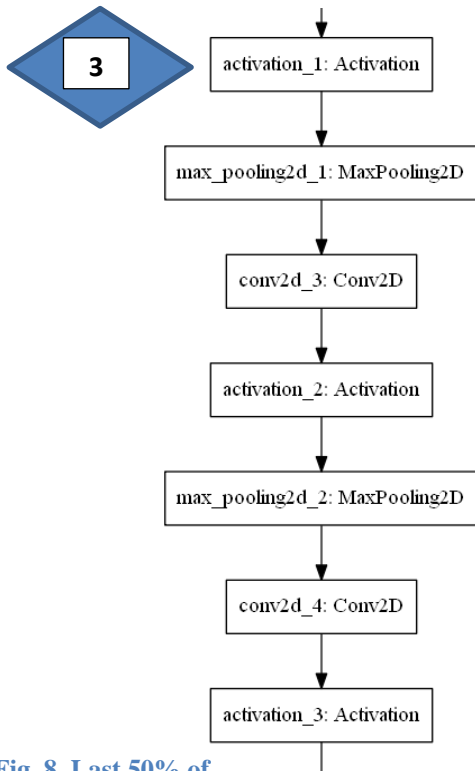 3
activation_1: Activation
max_pooling2d_1: MaxPooling2D
conv2d_3: Conv2D
activation_2: Activation
max_pooling2d_2: MaxPooling2D
conv2d_4: Conv2D
activation_3: Activation
Fig. 8. Last 50% of